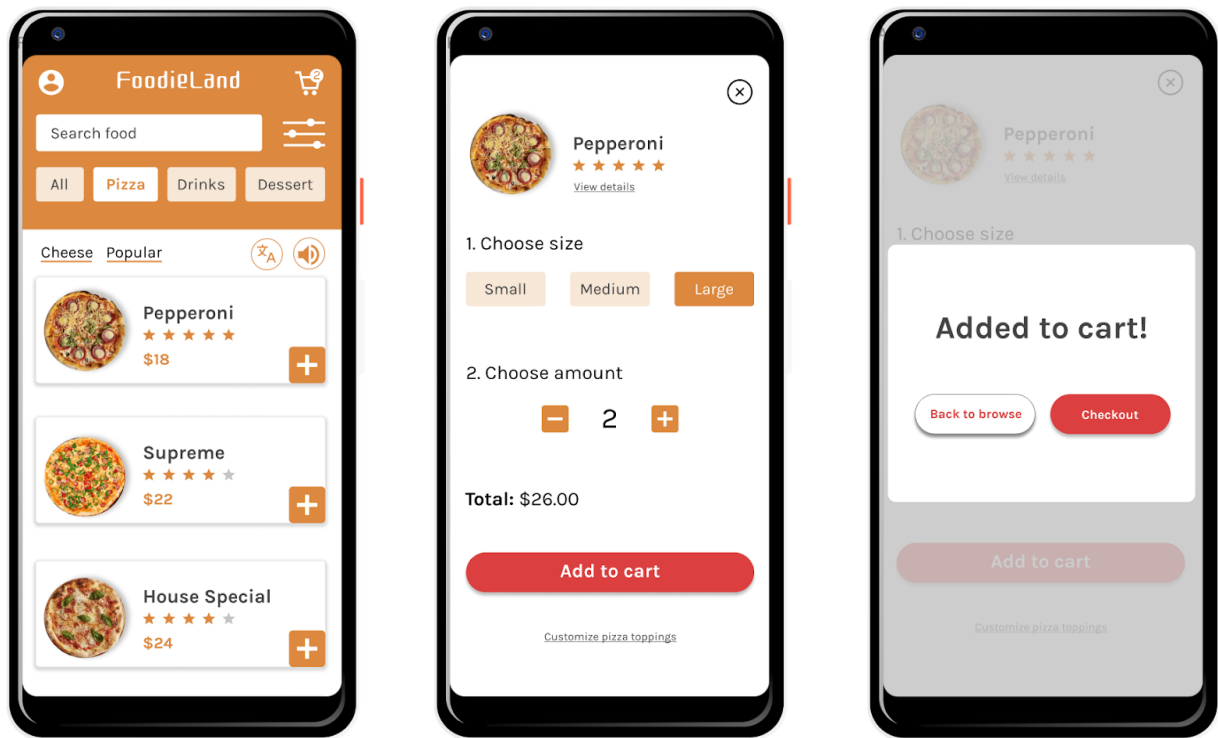 FoodieLand
2
Search food
All Pizza Drinks Dessert
Cheese Popular
文A
Pepperoni
$18
Supreme
$22
House Special
$24
Pepperoni
View details
1. Choose size
Small Medium Large
2. Choose amount
2
Total: $26.00
Add to cart
Customize pizza toppings
Pepperoni
View details
1. Choose size
Added to cart!
Back to browse Checkout
Add to cart
Customize pizza toppings